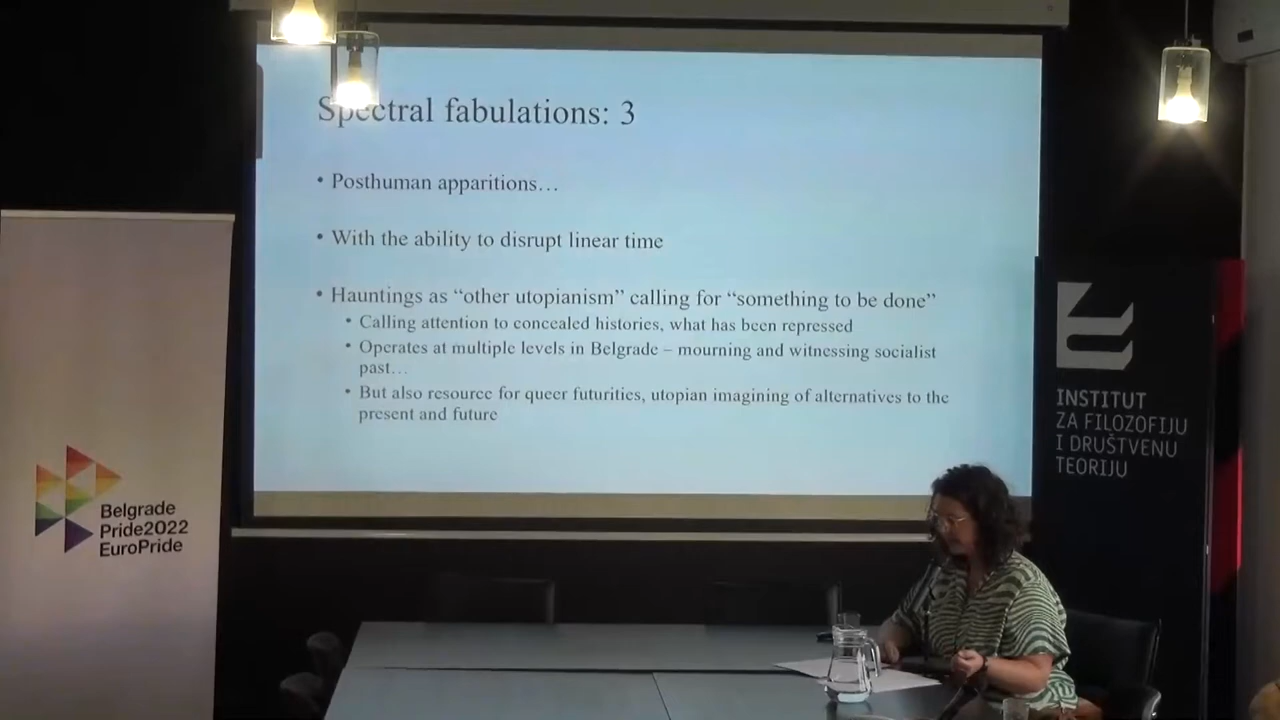 Spectral fabulations: 3
• Posthuman apparitions…
• With the ability to disrupt linear time
• Hauntings as “other utopianism” calling for “something to be done”
• Calling attention to concealed histories, what has been repressed
• Operates at multiple levels in Belgrade – mourning and witnessing socialist
past…
• But also resource for queer futurities, utopian imagining of alternatives to the
present and future
Belgrade
Pride2022
EuroPride
INSTITUT
ZA FILOZOFIJU
I DRUŠTVENU
TEORIJU